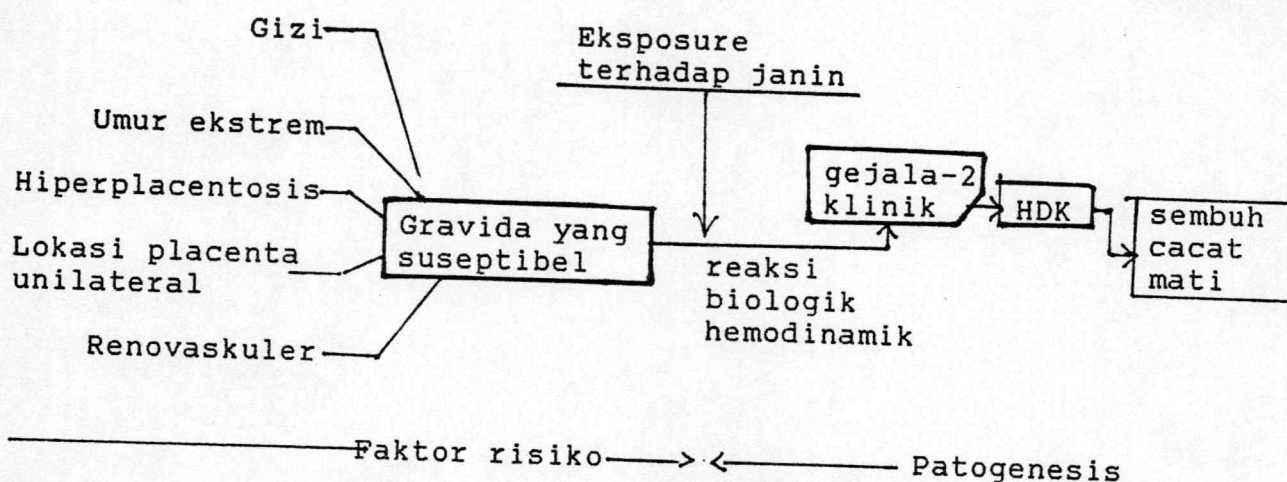 Gizi
Eksposure
terhadap janin
Umur ekstrem
Hiperplacentosis
Lokasi placenta
unilateral
Renovaskuler
Gravida yang
suseptibel
reaksi
biologik
hemodinamik
gejala-2
klinik
HDK
sembuh
cacat
mati
Faktor risiko
Patogenesis